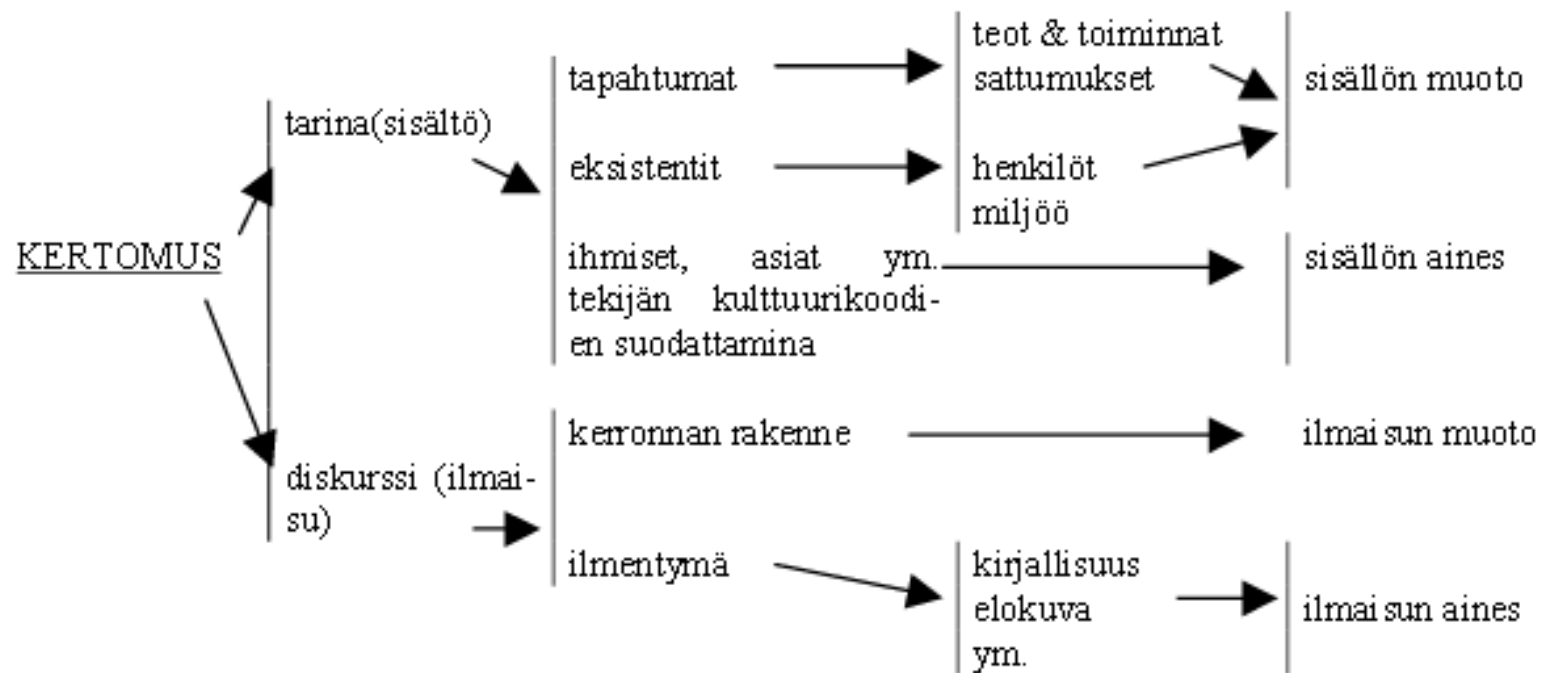 teot & toiminnat
tapahtumat
sattumukset
sisällön muoto
tarina(sisältö)
eksistentit
henkilöt
miljöö
KERTOMUS
ihmiset, asiat ym.
tekijän kulttuurikoodi-
en suodattamina
sisällön aines
kerronnan rakenne
ilmaisun muoto
diskurssi (ilmai-
su)
ilmentymä
kirjallisuus
elokuva
ym.
ilmaisun aines